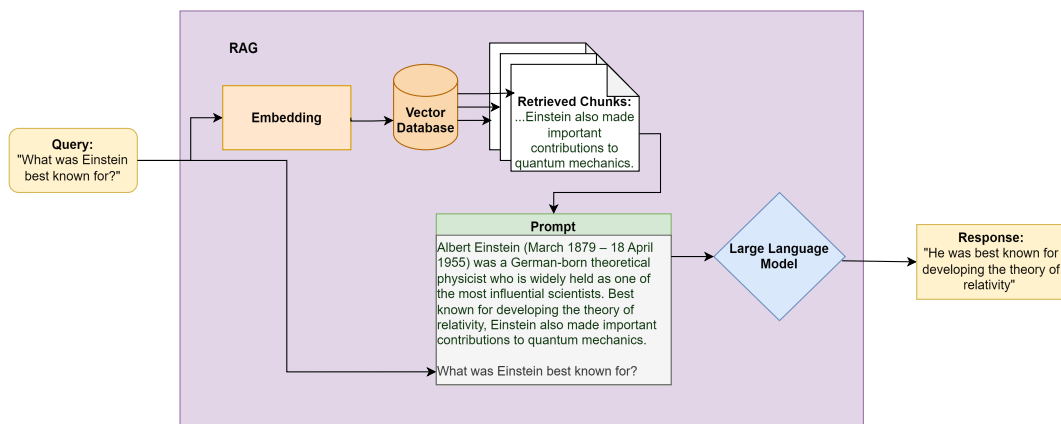 RAG
Query:
"What was Einstein
best known for?"
Embedding
Vector
Database
Retrieved Chunks:
...Einstein also made
important
contributions to
quantum mechanics.
Prompt
Albert Einstein (March 1879 – 18 April
1955) was a German-born theoretical
physicist who is widely held as one of
the most influential scientists. Best
known for developing the theory of
relativity, Einstein also made important
contributions to quantum mechanics.
What was Einstein best known for?
Large Language
Model
Response:
"He was best known for
developing the theory of
relativity"